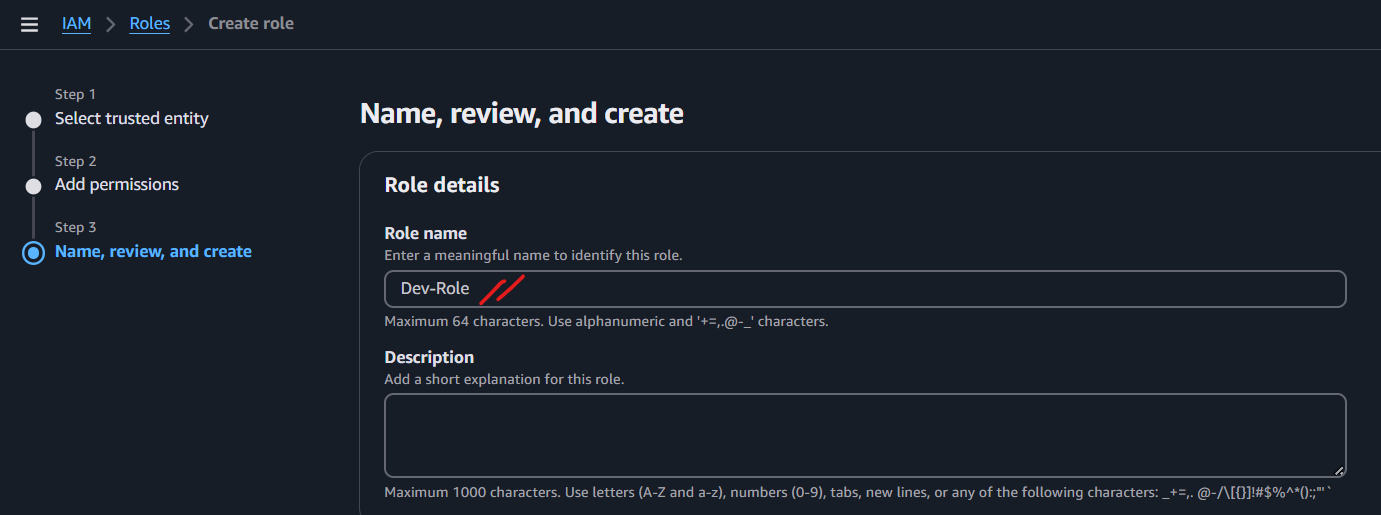 IAM > Roles > Create role
Step 1
Select trusted entity
Step 2
Add permissions
Step 3
Name, review, and create
Name, review, and create
Role details
Role name
Enter a meaningful name to identify this role.
Dev-Role
Maximum 64 characters. Use alphanumeric and '+=,.@-_' characters.
Description
Add a short explanation for this role.
Maximum 1000 characters. Use letters (A-Z and a-z), numbers (0-9), tabs, new lines, or any of the following characters: _+=,. @-/\[{}]!#$%^*();:;"'`